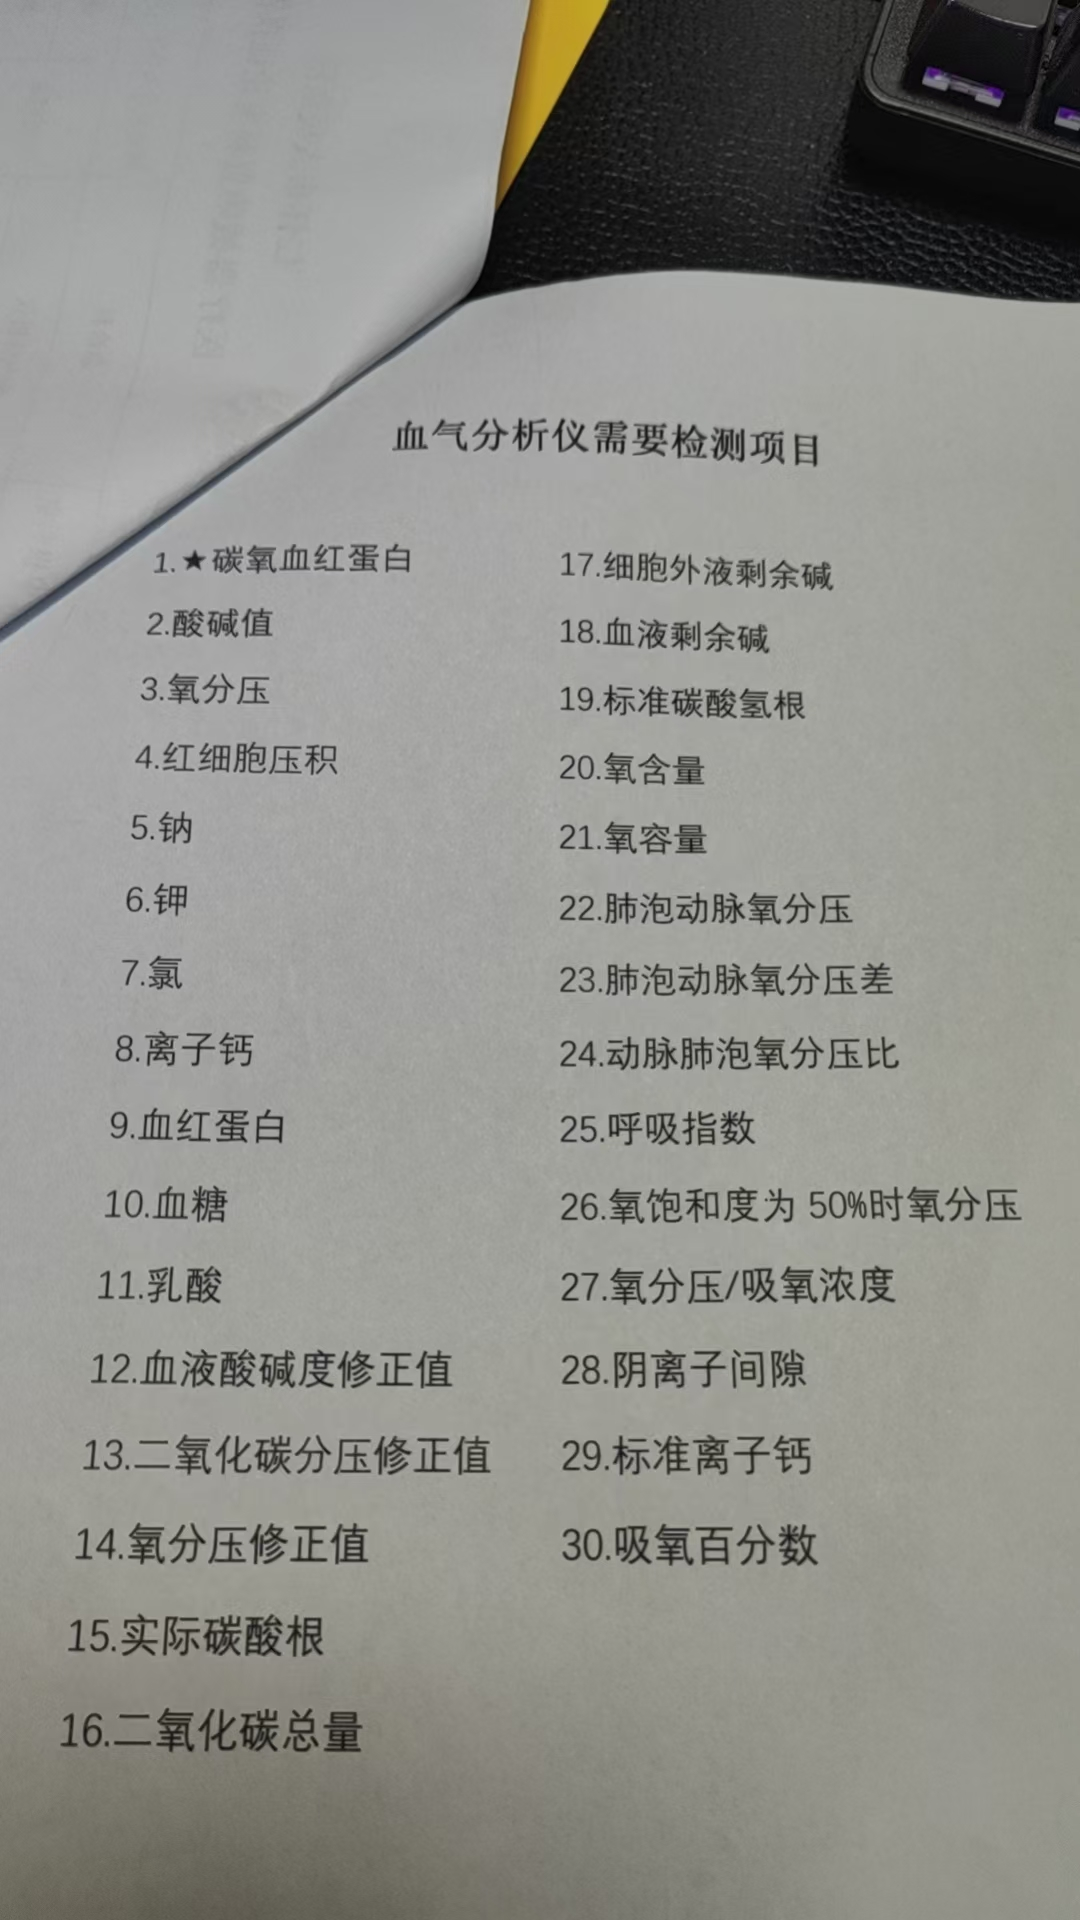 血气分析仪需要检测项目
1.★碳氧血红蛋白
2.酸碱值
3.氧分压
4.红细胞压积
5.钠
6.钾
7.氯
8.离子钙
9.血红蛋白
10.血糖
11.乳酸
12.血液酸碱度修正值
13.二氧化碳分压修正值
14.氧分压修正值
15.实际碳酸根
16.二氧化碳总量
17.细胞外液剩余碱
18.血液剩余碱
19.标准碳酸氢根
20.氧含量
21.氧容量
22.肺泡动脉氧分压
23.肺泡动脉氧分压差
24.动脉肺泡氧分压比
25.呼吸指数
26.氧饱和度为 50%时氧分压
27.氧分压/吸氧浓度
28.阴离子间隙
29.标准离子钙
30.吸氧百分数